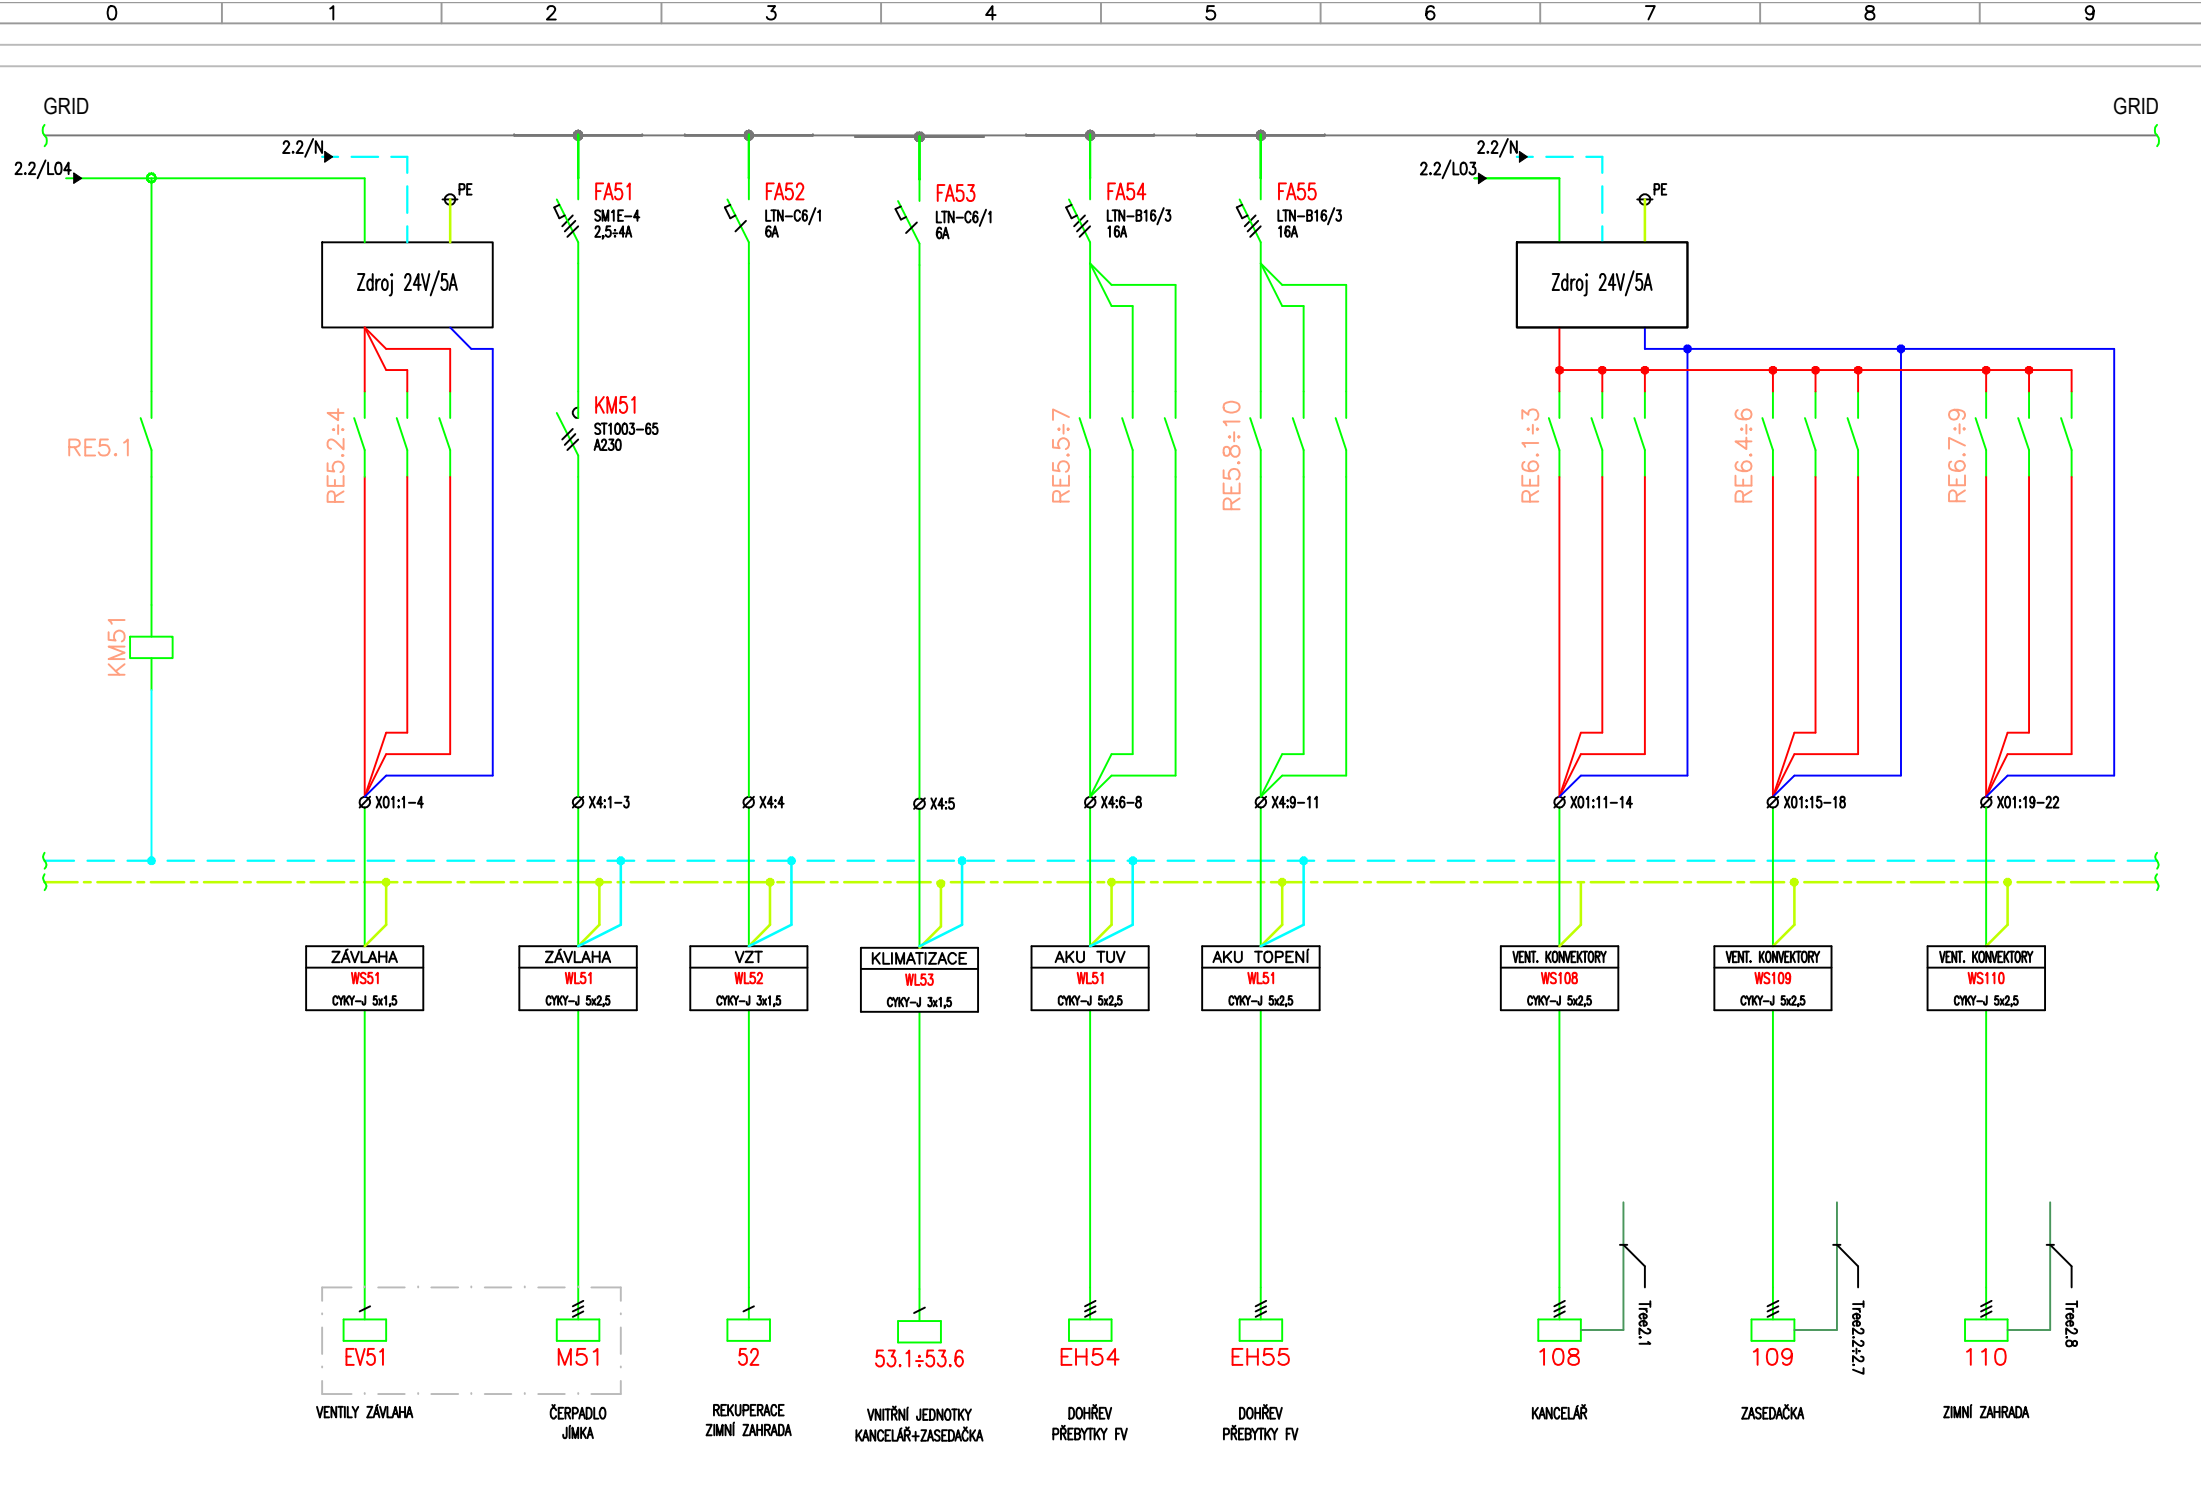 0 1 2 3 4 5 6 7 8 9
GRID GRID
2.2/N 2.2/N
2.2/L04 2.2/L03
PE PE
FA51
SM1E-4
2,5÷4A
FA52
LTN-C6/1
6A
FA53
LTN-C6/1
6A
FA54
LTN-B16/3
16A
FA55
LTN-B16/3
16A
Zdroj 24V/5A
Zdroj 24V/5A
KM51
ST1003-65
A230
RE5.1
RE5.2÷4
RE5.5÷7
RE5.8÷10
RE6.1÷3
RE6.4÷6
RE6.7÷9
KM51
X01:1-4 X4:1-3 X4:4 X4:5 X4:6-8 X4:9-11 X01:11-14 X01:15-18 X01:19-22
ZÁVLAHA
WS51
CYKY-J 5x1,5
ZÁVLAHA
WL51
CYKY-J 5x2,5
VZT
WL52
CYKY-J 3x1,5
KLIMATIZACE
WL53
CYKY-J 3x1,5
AKU TUV
WL51
CYKY-J 5x2,5
AKU TOPENÍ
WL51
CYKY-J 5x2,5
VENT. KONVEKTORY
WS108
CYKY-J 5x2,5
VENT. KONVEKTORY
WS109
CYKY-J 5x2,5
VENT. KONVEKTORY
WS110
CYKY-J 5x2,5
Tree2.1
Tree2.2÷2.7
Tree2.8
EV51 M51 52 53.1÷53.6 EH54 EH55 108 109 110
VENTILY ZÁVLAHA
ČERPADLO
JÍMKA
REKUPERACE
ZIMNÍ ZAHRADA
VNITŘNÍ JEDNOTKY
KANCELÁŘ+ZASEDAČKA
DOHŘEV
PŘEBYTKY FV
DOHŘEV
PŘEBYTKY FV
KANCELÁŘ
ZASEDAČKA
ZIMNÍ ZAHRADA